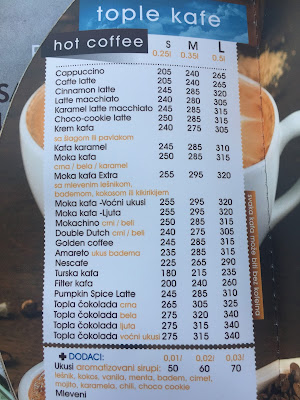 tople kafe
hot coffee S M L
0.25l 0.35l 0.5l
Cappuccino 205 240 265
Caffe latte 205 240 265
Cinnamon latte 245 285 315
Latte macchiato 240 280 305
Karamel latte macchiato 245 285 315
Choco-cookie latte 250 285 315
Krem kafa 240 275 305
sa šlagom ili pavlakom
Kafa karamel 245 285 310
Moka kafa 250 285 315
crna / bela / karamel
Moka kafa Extra 255 295 320
sa mlevenim lešnikom,
bademom, kokosom ili kikirikijem
Moka kafa -Voćni ukusi 255 295 320
Moka kafa -Ljuta 255 295 320
Mokachino crni / beli 250 285 315
Double Dutch crni / beli 240 275 305
Golden coffee 245 285 315
Amareto ukus badema 235 285 315
Nescafe 225 265 290
Turska kafa 180 215 235
Filter kafa 200 240 260
Pumpkin Spice Latte 245 285 310
Topla čokolada crna 265 305 325
Topla čokolada bela 275 320 340
Topla čokolada ljuta 275 315 340
Topla čokolada voćni ukusi 275 315 340
svaka kafa može biti bez kofeina
+ DODACI: 0,01l 0.02l 0,03l
Ukusi aromatizovani sirupi: 50 60 70
lešnik, kokos, vanila, menta, badem, cimet,
mojito, karamela, chili, choco cookie
Mleveni